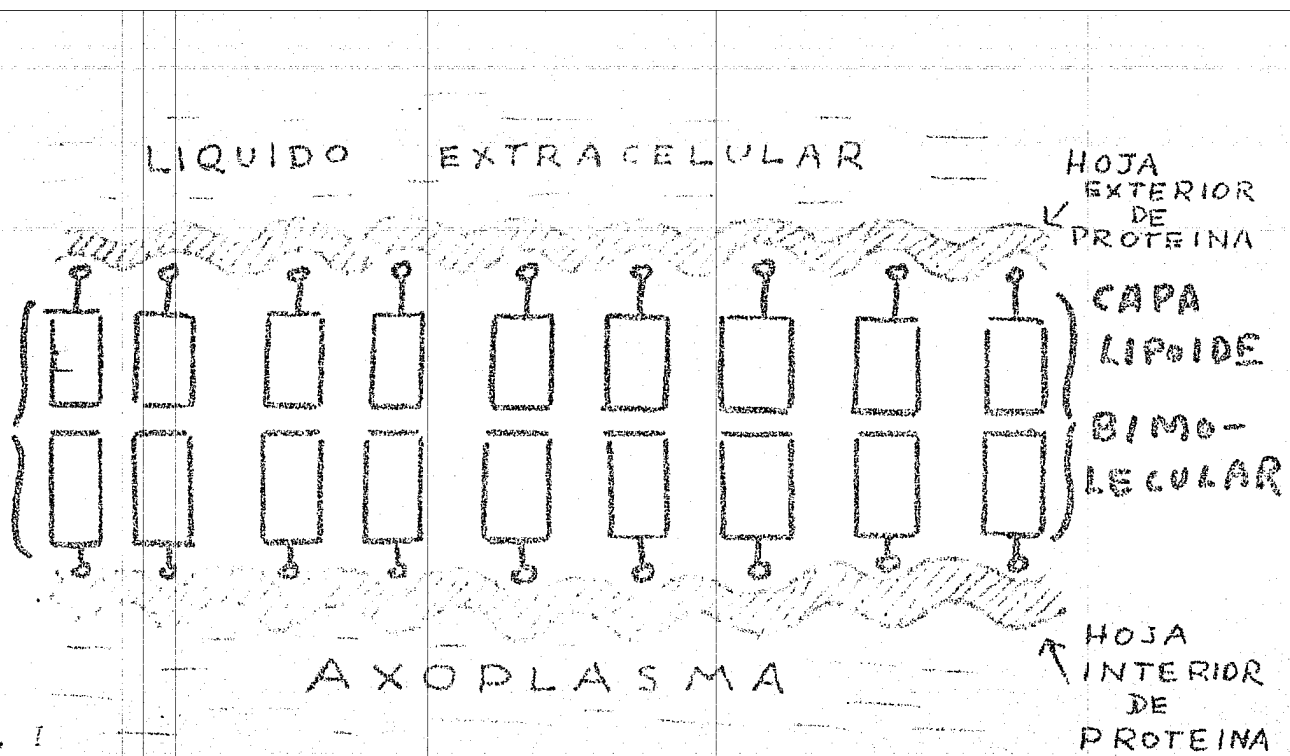 LIQUIDO EXTRACELULAR
HOJA
EXTERIOR
DE
PROTEINA
CAPA
LIPOIDE
BIMO-
LECULAR
AXOPLASMA
HOJA
INTERIOR
DE
PROTEINA